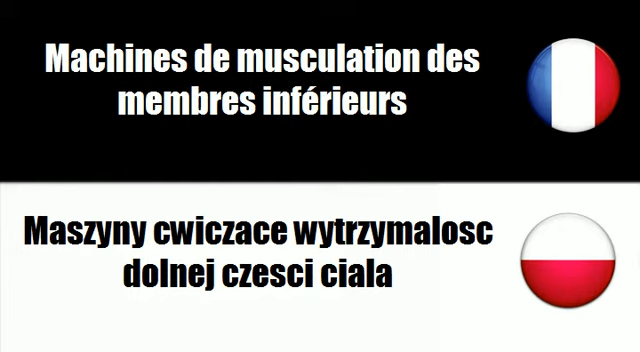 Machines de musculation des
membres inférieurs
Maszyny cwiczace wytrzymalosc
dolnej czesci ciala